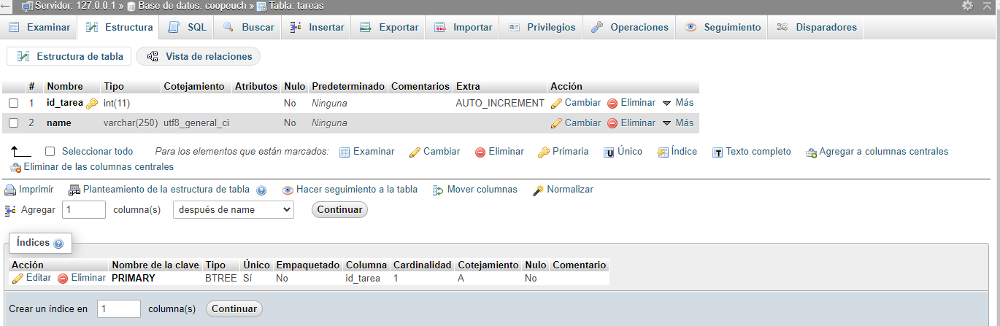 Servidor: 127.0.0.1 » Base de datos: coopeuch » Tabla: tareas
Examinar Estructura SQL Buscar Insertar Exportar Importar Privilegios Operaciones Seguimiento Disparadores
Estructura de tabla Vista de relaciones
# Nombre Tipo Cotejamiento Atributos Nulo Predeterminado Comentarios Extra Acción
1 id_tarea int(11) No Ninguna AUTO_INCREMENT Cambiar Eliminar Más
2 name varchar(250) utf8_general_ci No Ninguna Cambiar Eliminar Más
Seleccionar todo Para los elementos que están marcados: Examinar Cambiar Eliminar Primaria Único Índice Texto completo Agregar a columnas centrales
Eliminar de las columnas centrales
Imprimir Planteamiento de la estructura de tabla Hacer seguimiento a la tabla Mover columnas Normalizar
Agregar 1 columna(s) después de name Continuar
Índices
Acción Nombre de la clave Tipo Único Empaquetado Columna Cardinalidad Cotejamiento Nulo Comentario
Editar Eliminar PRIMARY BTREE Sí No id_tarea 1 A No
Crear un índice en 1 columna(s) Continuar